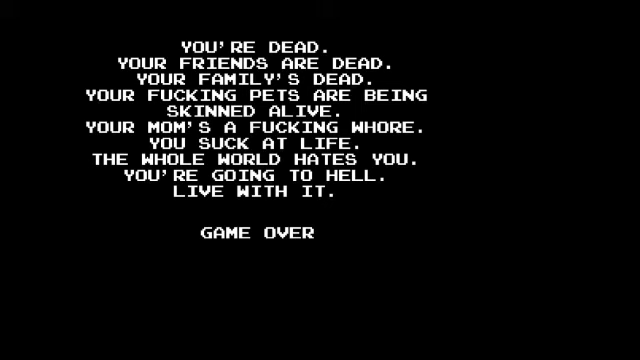 YOU'RE DEAD.
YOUR FRIENDS ARE DEAD.
YOUR FAMILY'S DEAD.
YOUR FUCKING PETS ARE BEING
SKINNED ALIVE.
YOUR MOM'S A FUCKING WHORE.
YOU SUCK AT LIFE.
THE WHOLE WORLD HATES YOU.
YOU'RE GOING TO HELL.
LIVE WITH IT.
GAME OVER